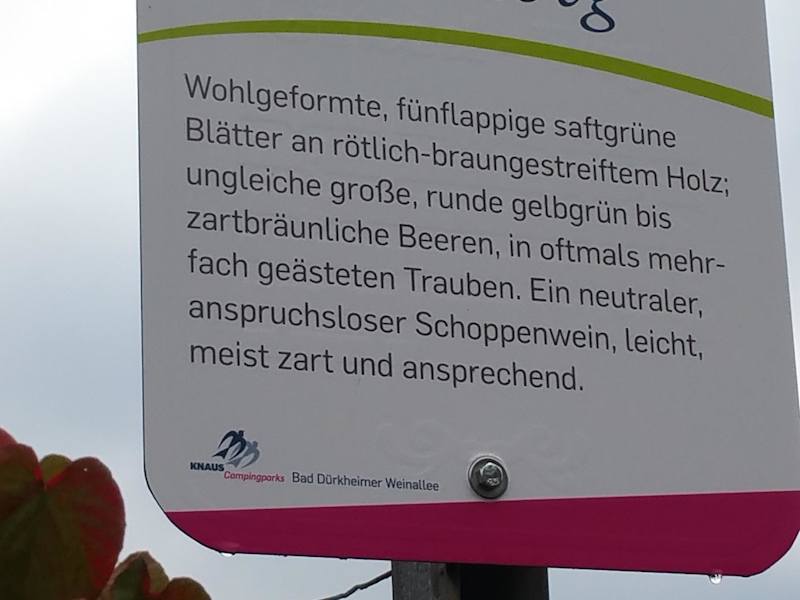 Wohlgeformte, fünflappige saftgrüne
Blätter an rötlich-braungestreiftem Holz;
ungleiche große, runde gelbgrün bis
zartbräunliche Beeren, in oftmals mehr-
fach geästeten Trauben. Ein neutraler,
anspruchsloser Schoppenwein, leicht,
meist zart und ansprechend.
KNAUS
Campingparks Bad Dürkheimer Weinallee